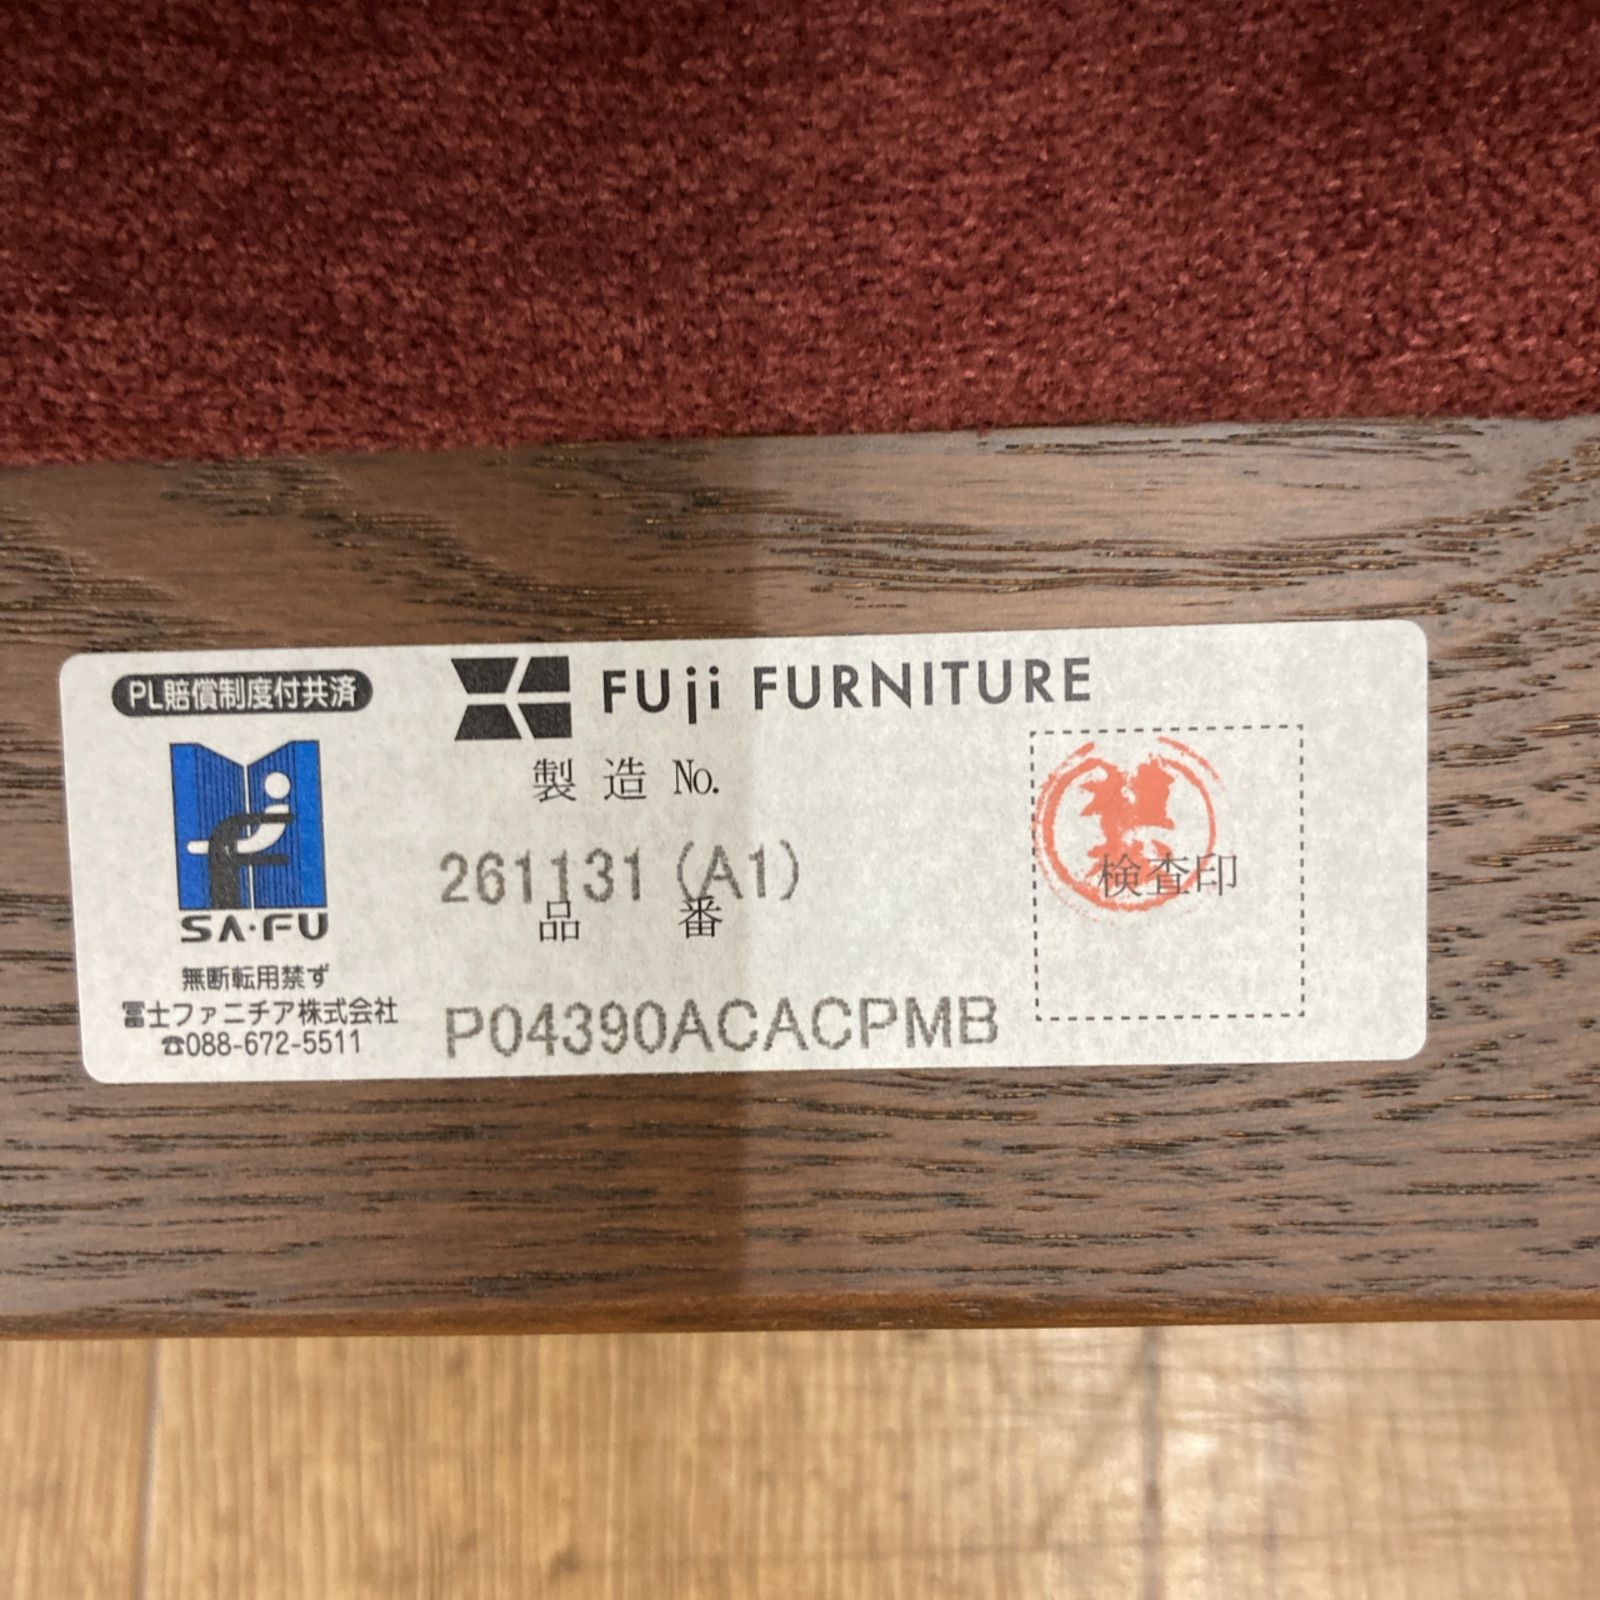 PL賠償制度付共済
SA・FU
無断転用禁ず
冨士ファニチア株式会社
☎088-672-5511
FUji FURNITURE
製造 No.
261131(A1)
品番
P04390ACACPMB
検査印